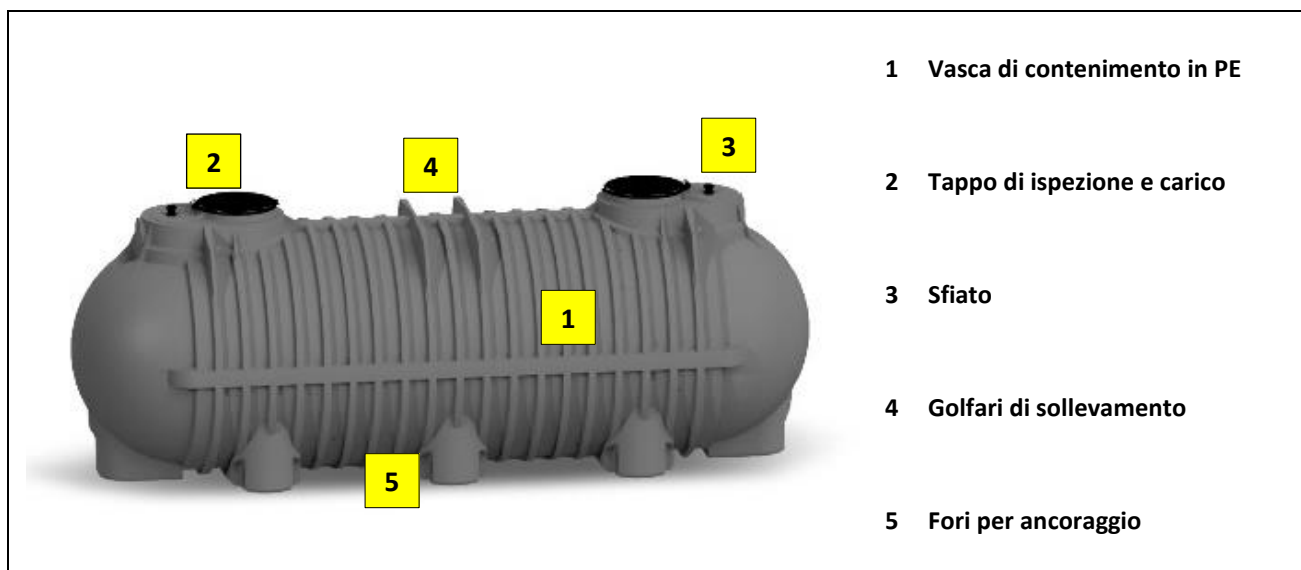 1 Vasca di contenimento in PE
2 Tappo di ispezione e carico
3 Sfiato
4 Golfari di sollevamento
5 Fori per ancoraggio
2
4
3
1
5